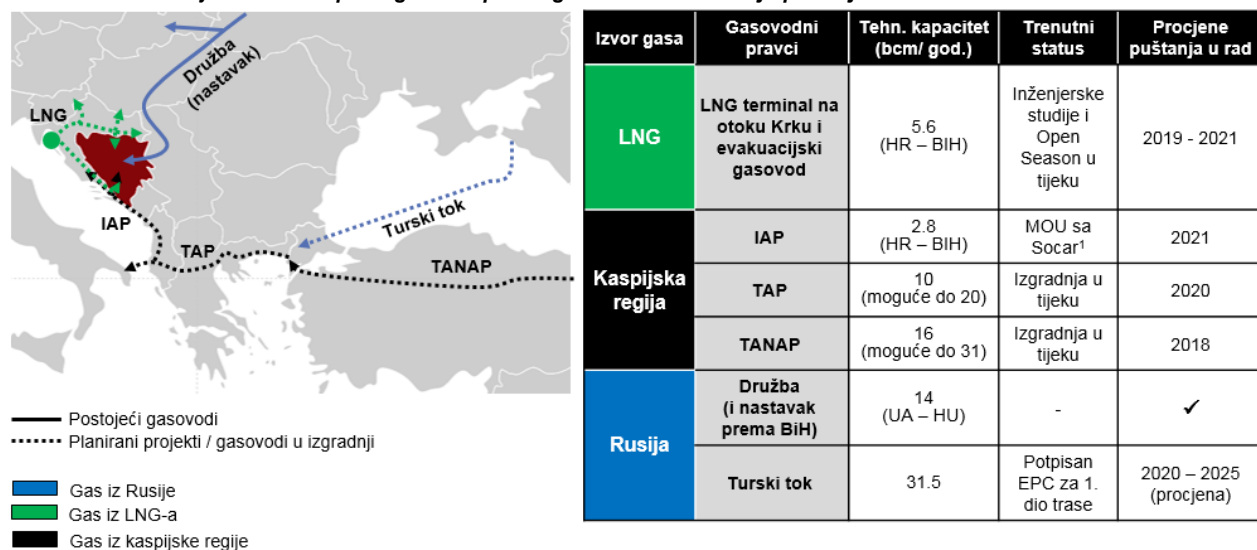 Družba
(nastavak)
LNG
IAP
TAP
Turski tok
TANAP
Postojeći gasovodi
Planirani projekti / gasovodi u izgradnji
Gas iz Rusije
Gas iz LNG-a
Gas iz kaspijske regije
Izvor gasa
Gasovodni
pravci
Tehn. kapacitet
(bcm/ god.)
Trenutni
status
Procjene
puštanja u rad
LNG
LNG terminal na
otoku Krku i
evakuacijski
gasovod
5.6
(HR – BIH)
Inženjerske
studije i
Open
Season u
tijeku
2019 - 2021
Kaspijska
regija
IAP
2.8
(HR – BIH)
MOU sa
Socar¹
2021
TAP
10
(moguće do 20)
Izgradnja u
tijeku
2020
TANAP
16
(moguće do 31)
Izgradnja u
tijeku
2018
Rusija
Družba
(i nastavak
prema BiH)
14
(UA – HU)
-
✓
Turski tok
31.5
Potpisan
EPC za 1.
dio trase
2020 – 2025
(procjena)